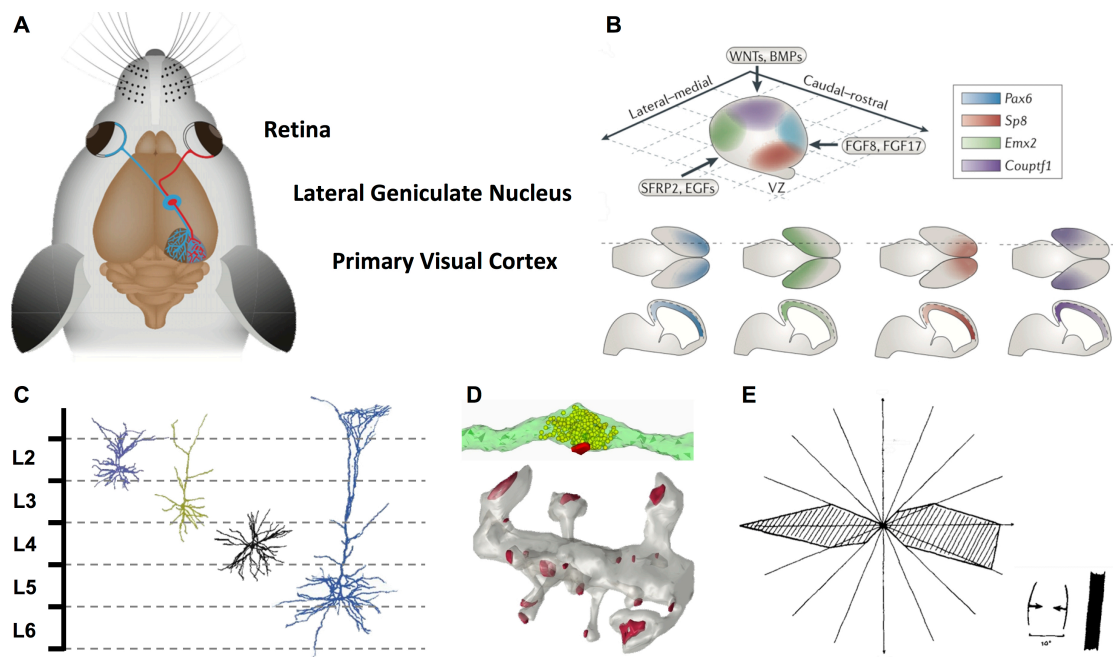 A
Retina
Lateral Geniculate Nucleus
Primary Visual Cortex
B
WNTs, BMPs
Lateral–medial
Caudal–rostral
FGF8, FGF17
SFRP2, EGFs
VZ
Pax6
Sp8
Emx2
Couptf1
C
L2
L3
L4
L5
L6
D
E
10°